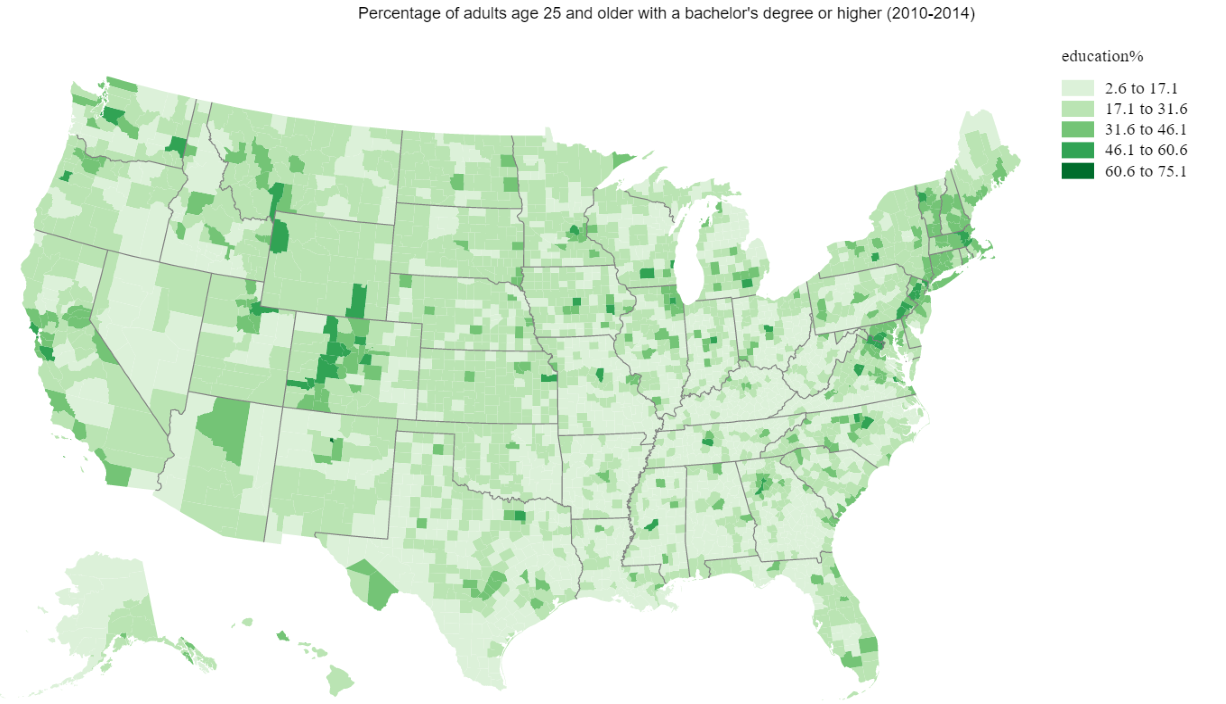 Percentage of adults age 25 and older with a bachelor's degree or higher (2010-2014)
education%
2.6 to 17.1
17.1 to 31.6
31.6 to 46.1
46.1 to 60.6
60.6 to 75.1